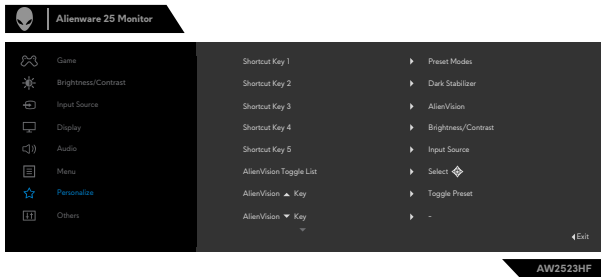 Alienware 25 Monitor
Game
Shortcut Key 1 Preset Modes
Brightness/Contrast
Shortcut Key 2 Dark Stabilizer
Input Source
Shortcut Key 3 AlienVision
Display
Shortcut Key 4 Brightness/Contrast
Audio
Shortcut Key 5 Input Source
Menu
AlienVision Toggle List Select
Personalize
AlienVision ▲ Key Toggle Preset
Others
AlienVision ▼ Key -
Exit
AW2523HF